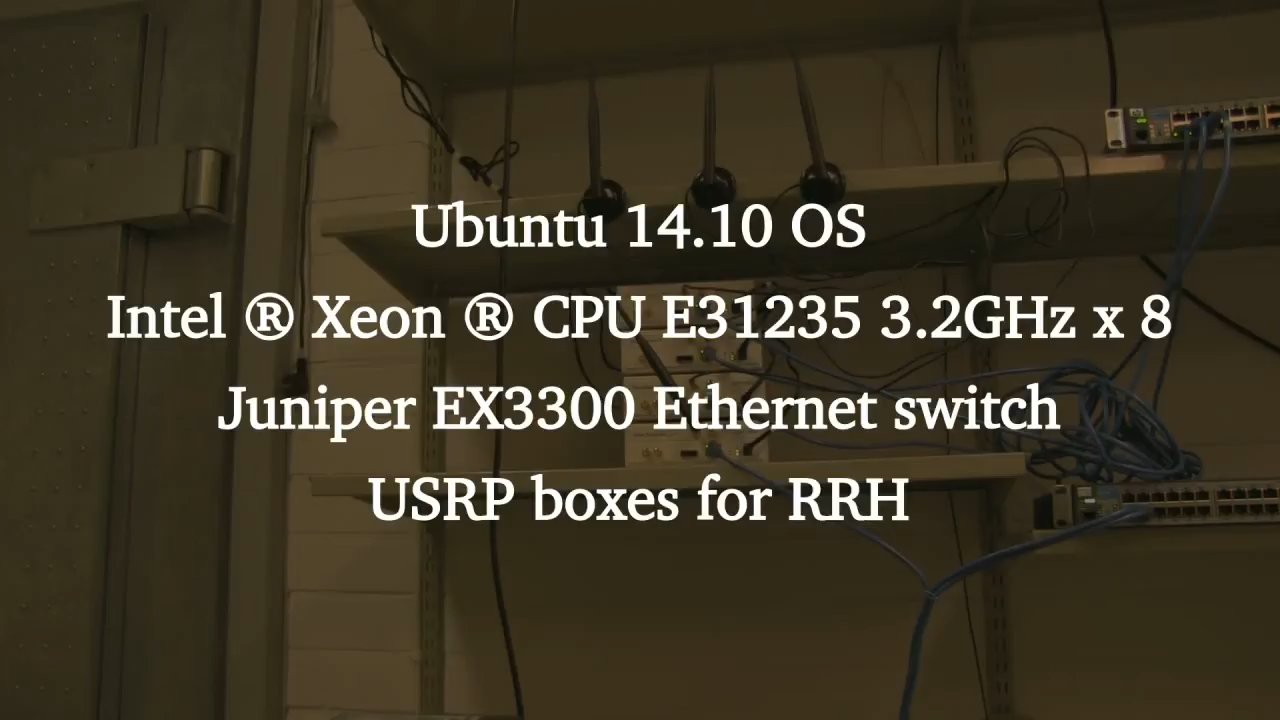 Ubuntu 14.10 OS
Intel ® Xeon ® CPU E31235 3.2GHz x 8
Juniper EX3300 Ethernet switch
USRP boxes for RRH